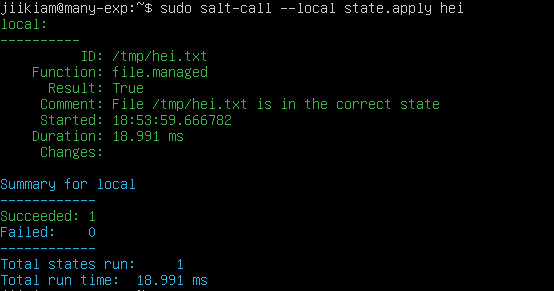 jiikiam@many-exp:~$ sudo salt-call --local state.apply hei
local:
----------
          ID: /tmp/hei.txt
    Function: file.managed
      Result: True
     Comment: File /tmp/hei.txt is in the correct state
     Started: 18:53:59.666782
    Duration: 18.991 ms
     Changes:

Summary for local
------------
Succeeded: 1
Failed:    0
------------
Total states run:     1
Total run time:  18.991 ms